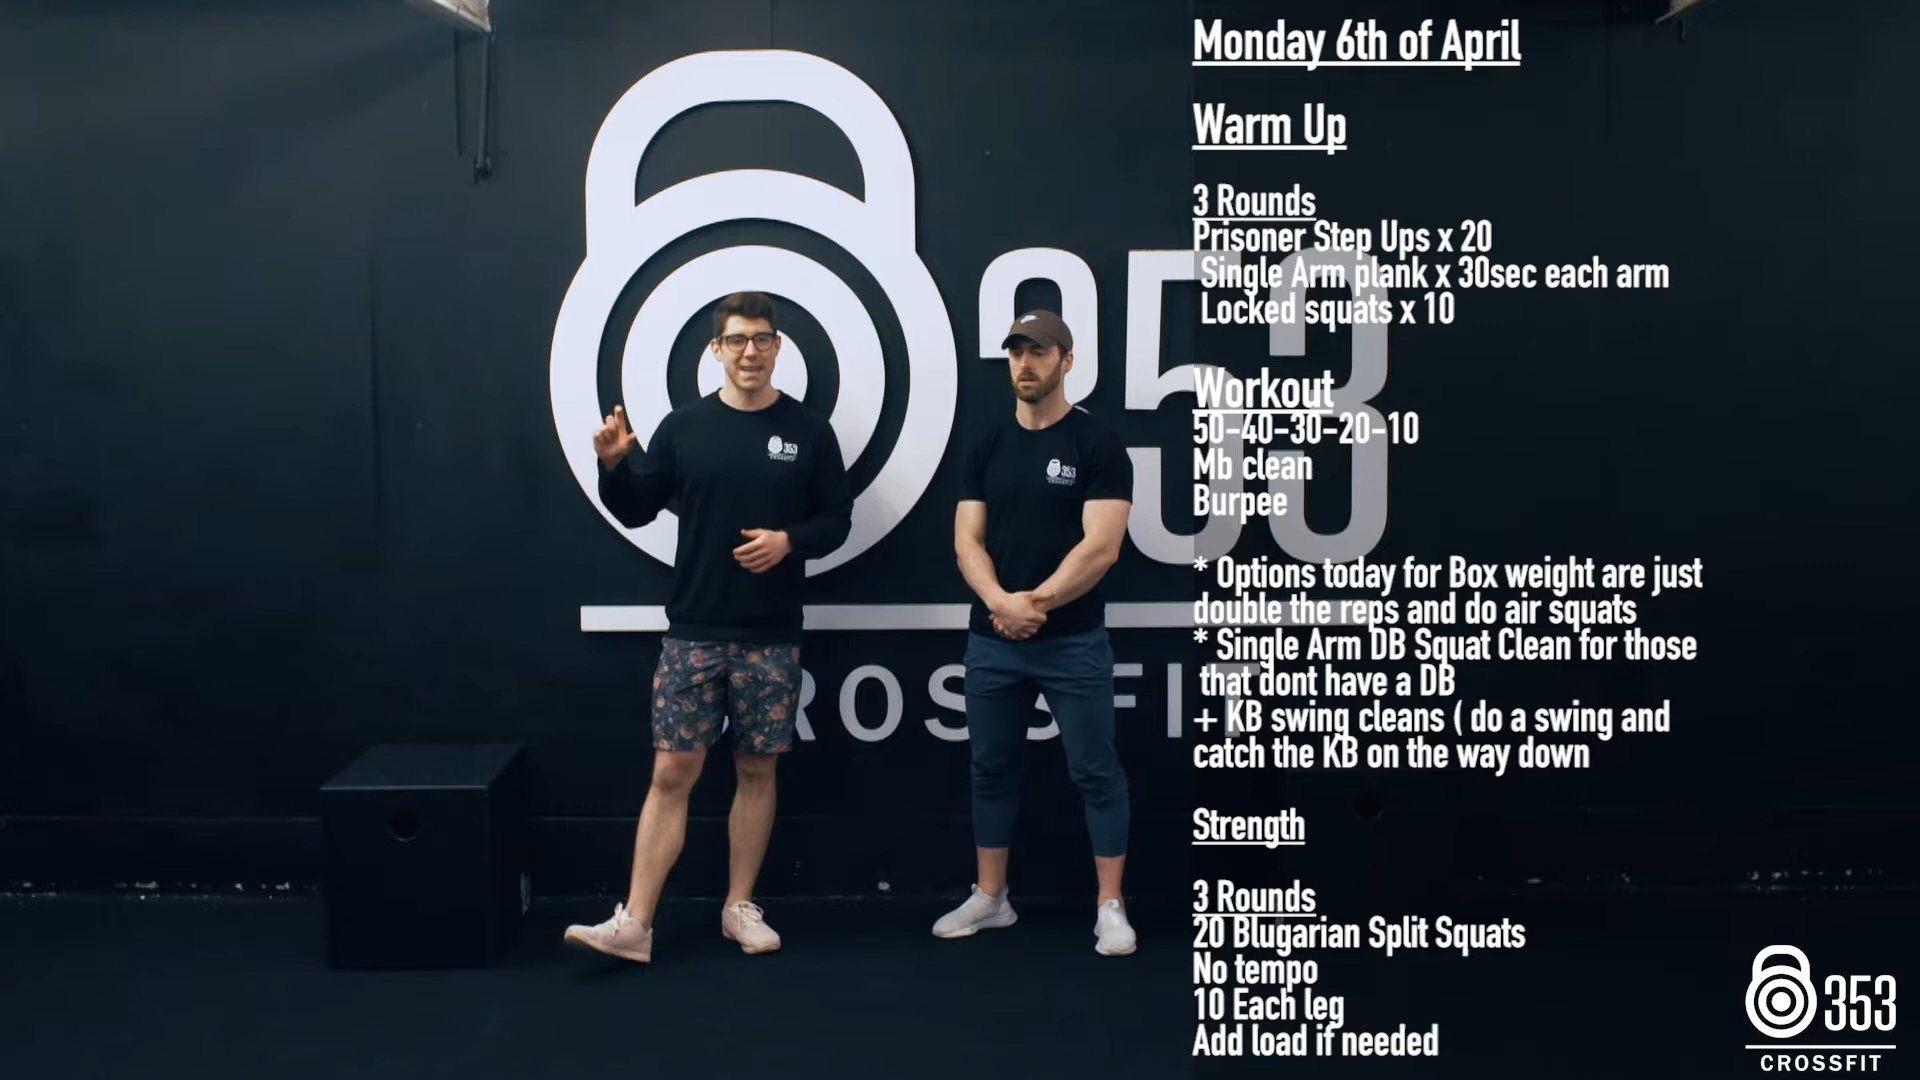 Monday 6th of April
Warm Up
3 Rounds
Prisoner Step Ups x 20
Single Arm plank x 30sec each arm
Locked squats x 10
Workout
50-40-30-20-10
Mb clean
Burpee
* Options today for Box weight are just
double the reps and do air squats
* Single Arm DB Squat Clean for those
that dont have a DB
+ KB swing cleans ( do a swing and
catch the KB on the way down
Strength
3 Rounds
20 Blugarian Split Squats
No tempo
10 Each leg
Add load if needed
353
CROSSFIT
353
CROSSFIT
353
CROSSFIT
353
CROSSFIT